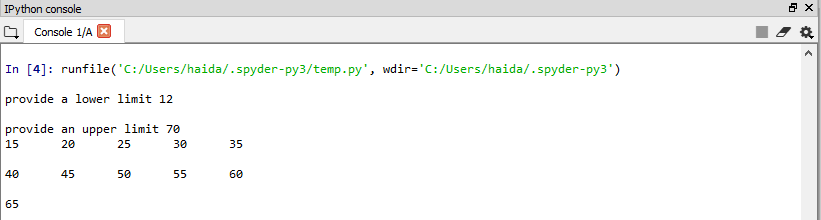 IPython console
Console 1/A
In [4]: runfile('C:/Users/haida/.spyder-py3/temp.py', wdir='C:/Users/haida/.spyder-py3')
provide a lower limit 12
provide an upper limit 70
15 20 25 30 35
40 45 50 55 60
65